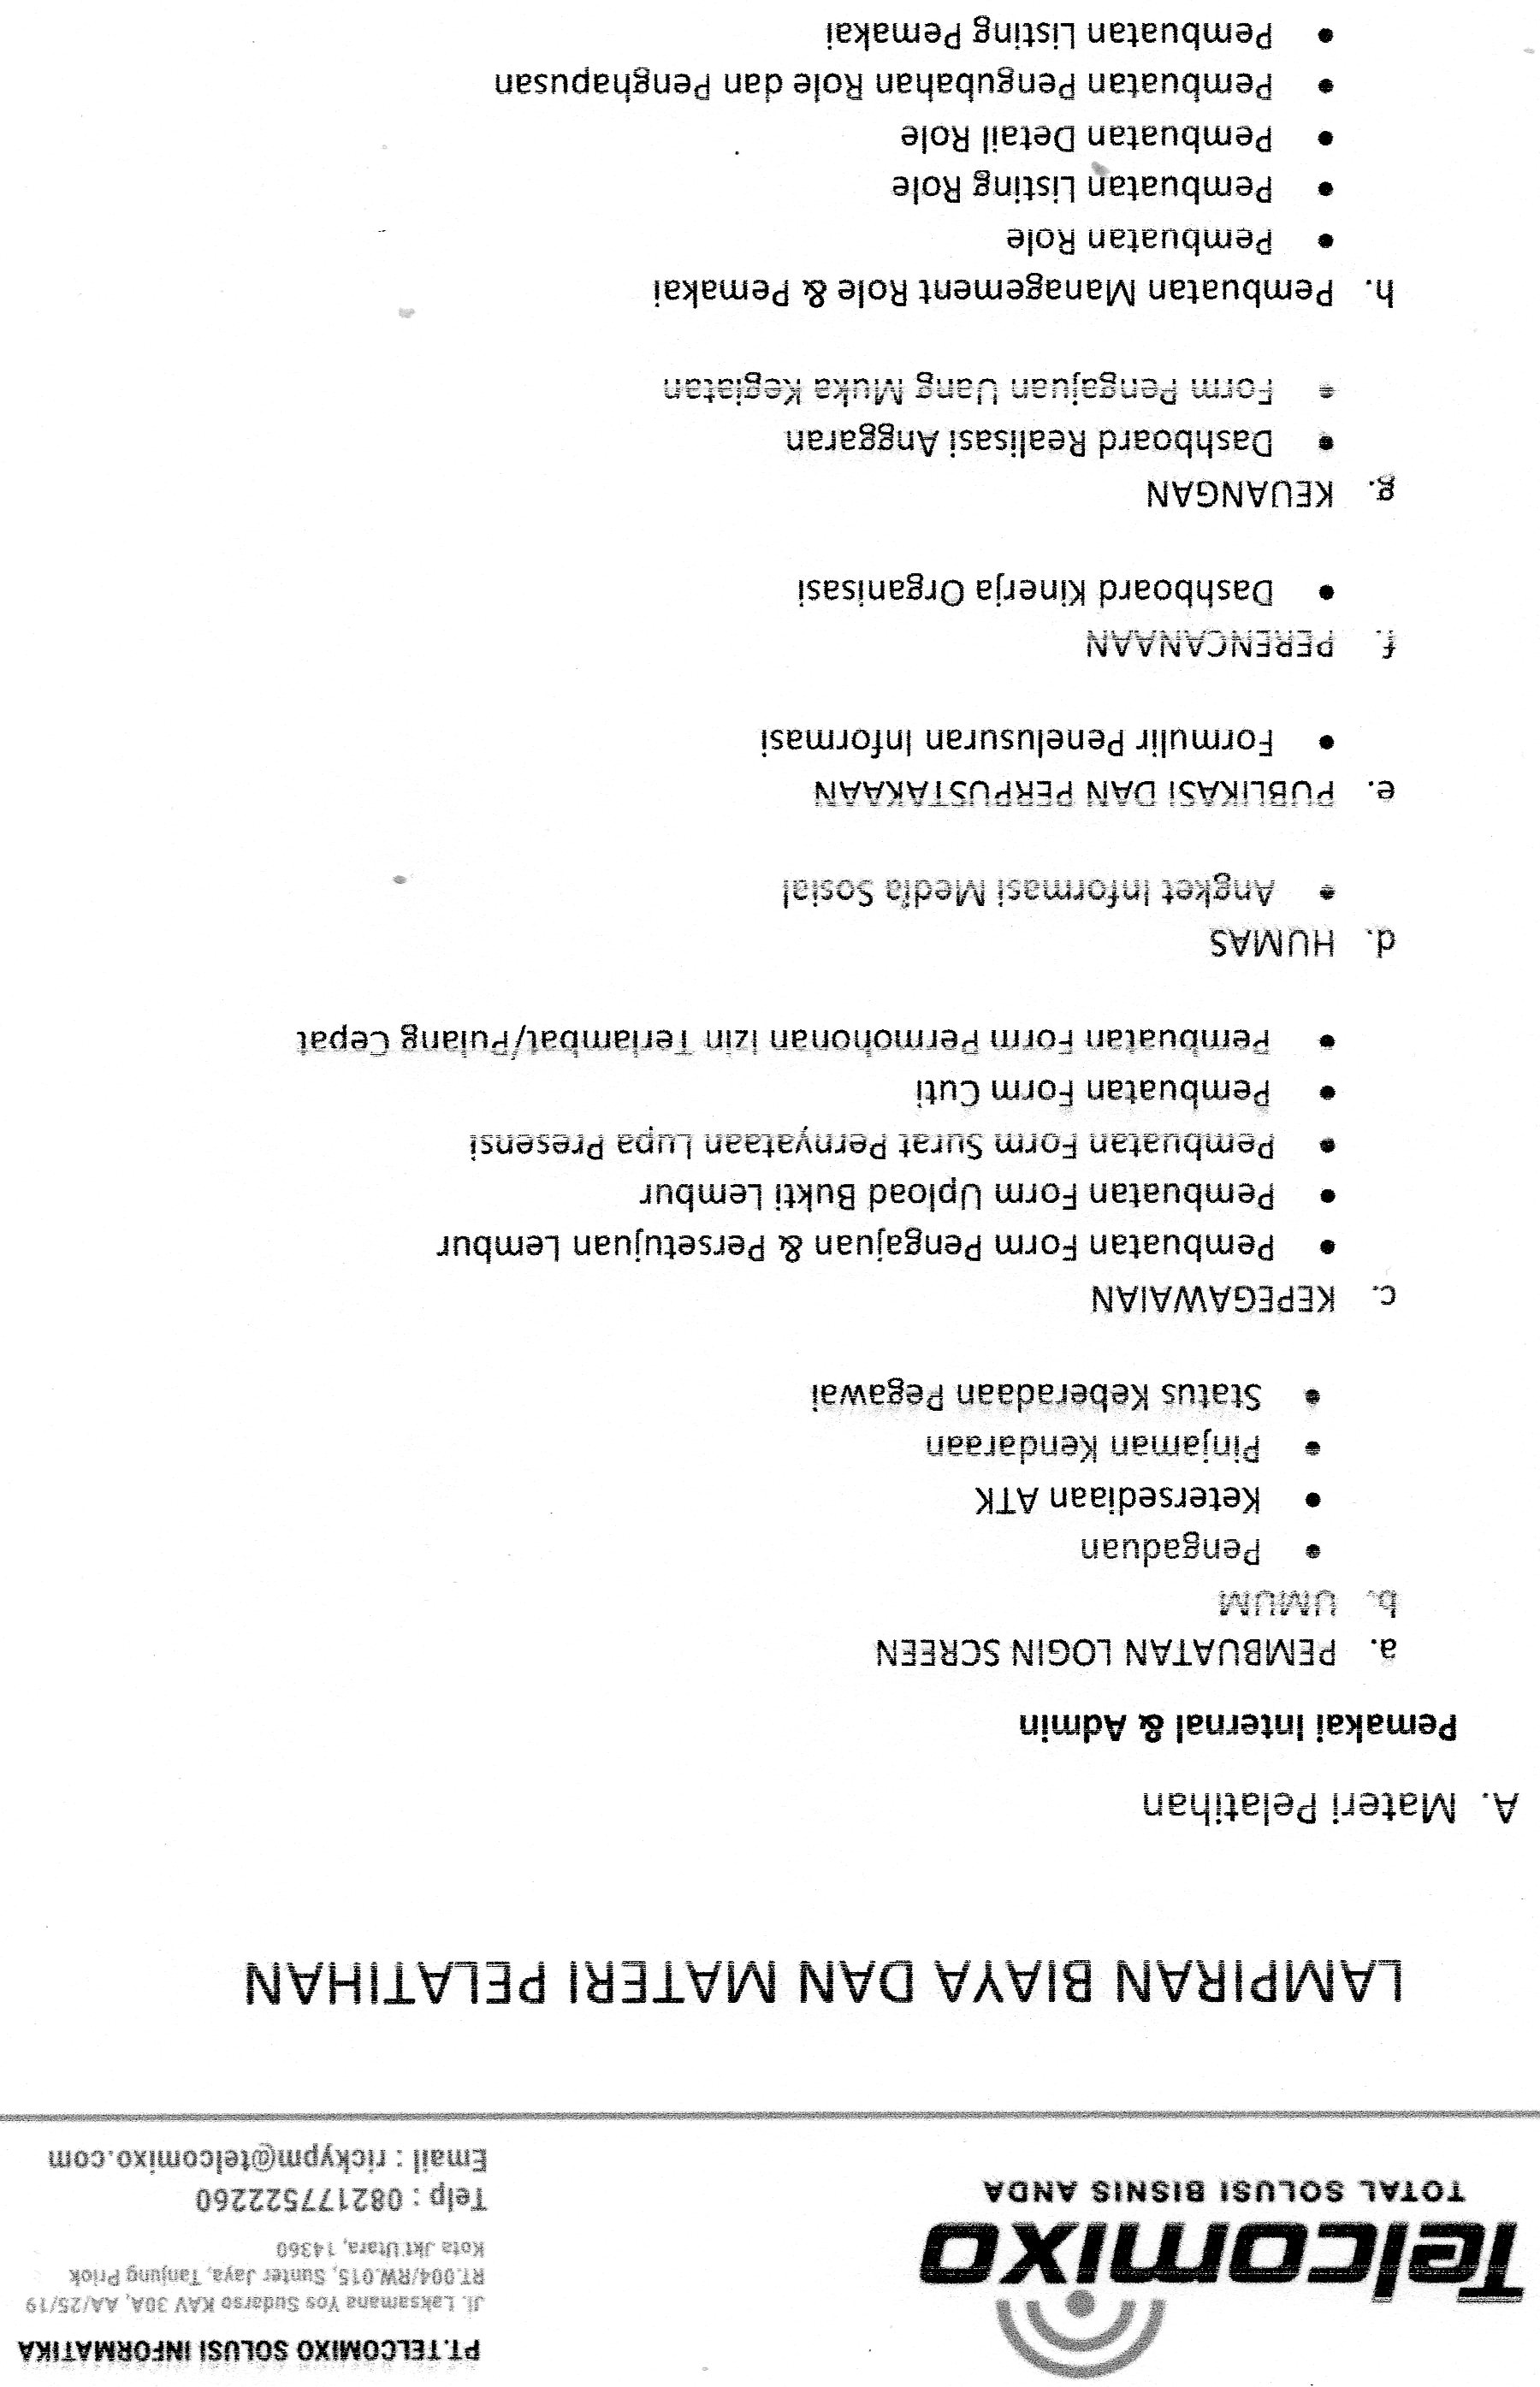 Telcomixo
TOTAL SOLUSI BISNIS ANDA
PT.TELCOMIXO SOLUSI INFORMATIKA
Jl. Laksamana Yos Sudarso KAV 30A, AA/25/19
RT.004/RW.015, Sunter Jaya, Tanjung Priok
Kota Jkt Utara, 14360
Telp : 082177522260
Email : rickypm@telcomixo.com
LAMPIRAN BIAYA DAN MATERI PELATIHAN
A. Materi Pelatihan
Pemakai Internal & Admin
a. PEMBUATAN LOGIN SCREEN
b. UMUM
• Pengaduan
• Ketersediaan ATK
• Pinjaman Kendaraan
• Status Keberadaan Pegawai
c. KEPEGAWAIAN
• Pembuatan Form Pengajuan & Persetujuan Lembur
• Pembuatan Form Upload Bukti Lembur
• Pembuatan Form Surat Pernyataan Lupa Presensi
• Pembuatan Form Cuti
• Pembuatan Form Permohonan Izin Terlambat/Pulang Cepat
d. HUMAS
• Angket Informasi Media Sosial
e. PUBLIKASI DAN PERPUSTAKAAN
• Formulir Penelusuran Informasi
f. PERENCANAAN
• Dashboard Kinerja Organisasi
g. KEUANGAN
• Dashboard Realisasi Anggaran
• Form Pengajuan Uang Muka Kegiatan
h. Pembuatan Management Role & Pemakai
• Pembuatan Role
• Pembuatan Listing Role
• Pembuatan Detail Role
• Pembuatan Pengubahan Role dan Penghapusan
• Pembuatan Listing Pemakai